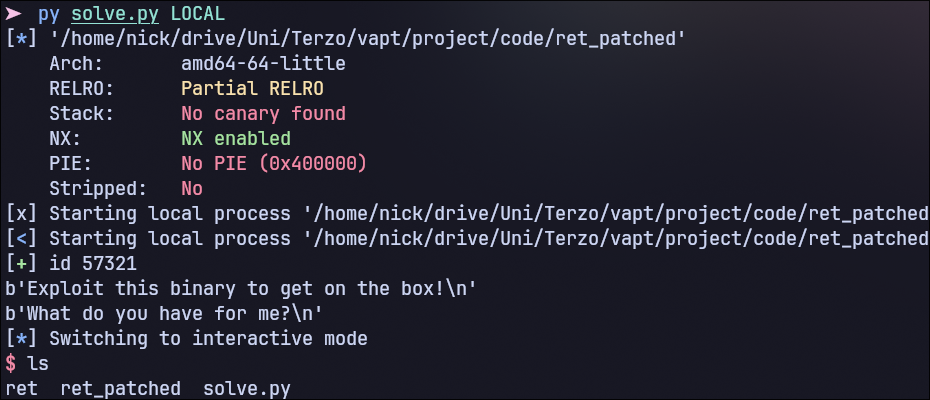 ➤ py solve.py LOCAL
[*] '/home/nick/drive/Uni/Terzo/vapt/project/code/ret_patched'
    Arch:       amd64-64-little
    RELRO:      Partial RELRO
    Stack:      No canary found
    NX:         NX enabled
    PIE:        No PIE (0x400000)
    Stripped:   No
[x] Starting local process '/home/nick/drive/Uni/Terzo/vapt/project/code/ret_patched
[<] Starting local process '/home/nick/drive/Uni/Terzo/vapt/project/code/ret_patched
[+] id 57321
b'Exploit this binary to get on the box!\n'
b'What do you have for me?\n'
[*] Switching to interactive mode
$ ls
ret  ret_patched  solve.py